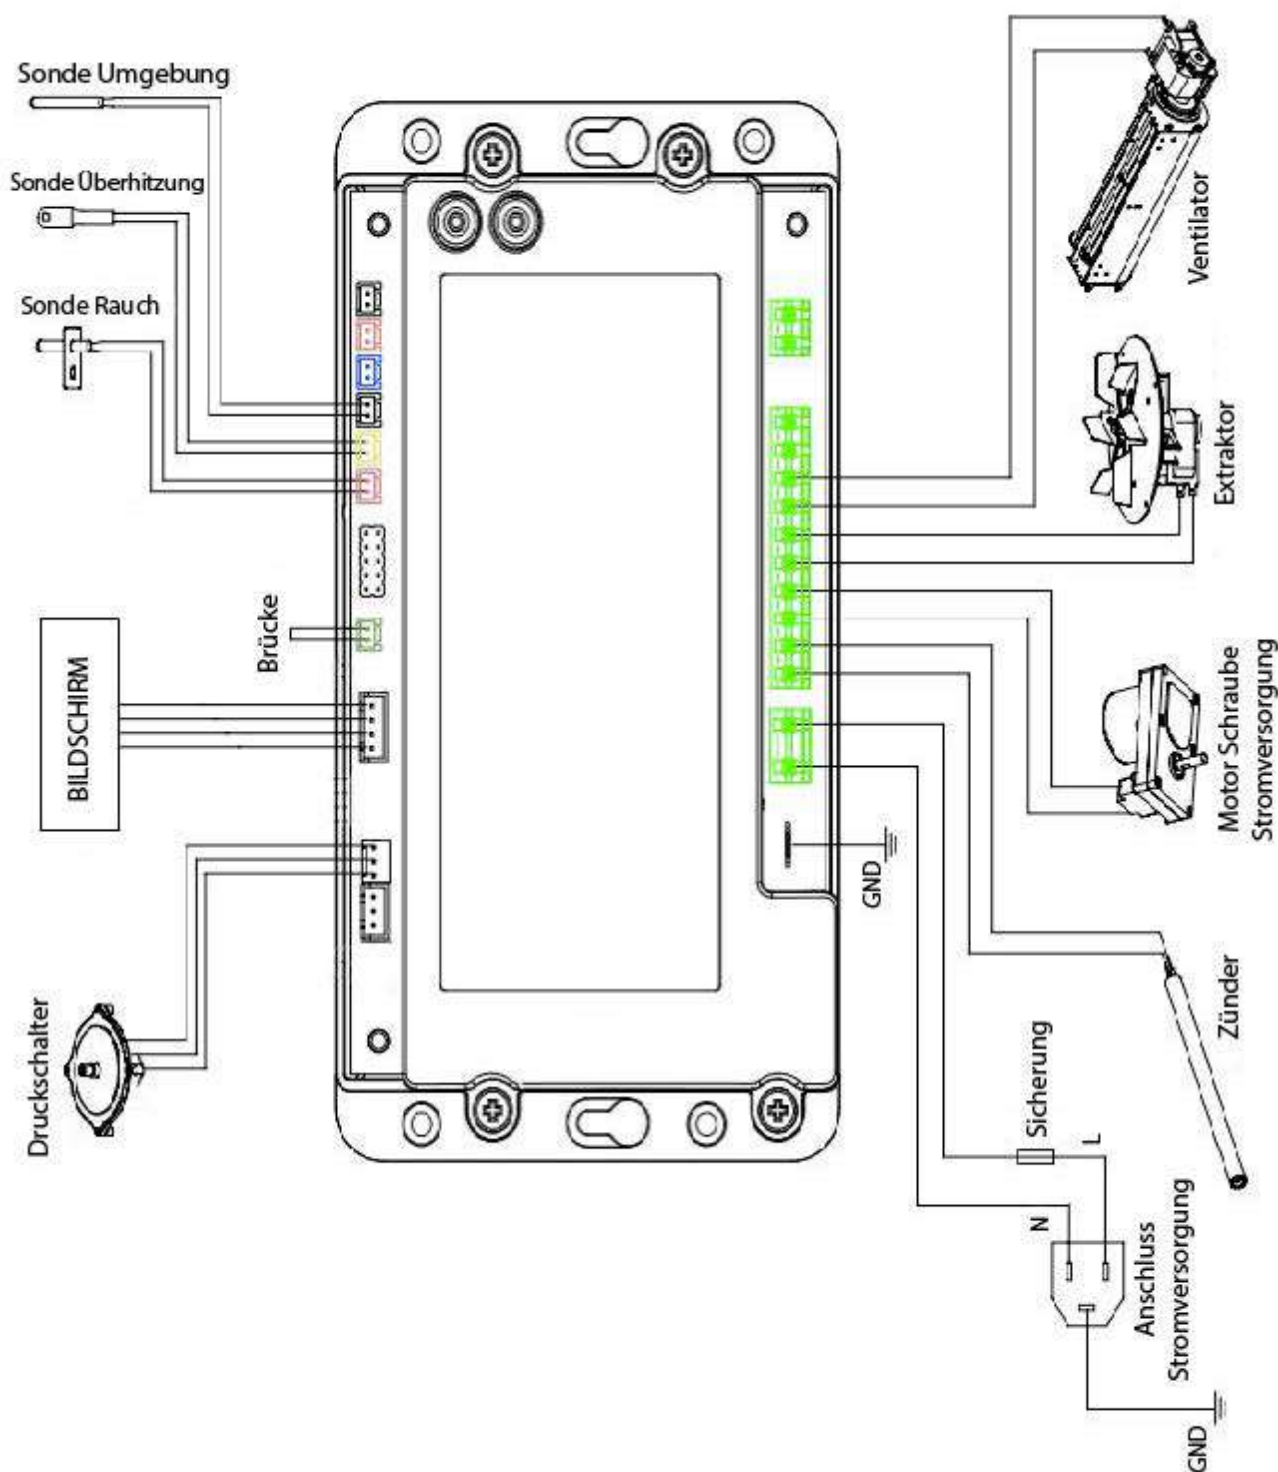 Sonde Umgebung
Sonde Überhitzung
Sonde Rauch
Brücke
BILDSCHIRM
Druckschalter
Ventilator
Extraktor
Motor Schraube
Stromversorgung
GND
Zünder
Sicherung
L
N
Anschluss
Stromversorgung
GND